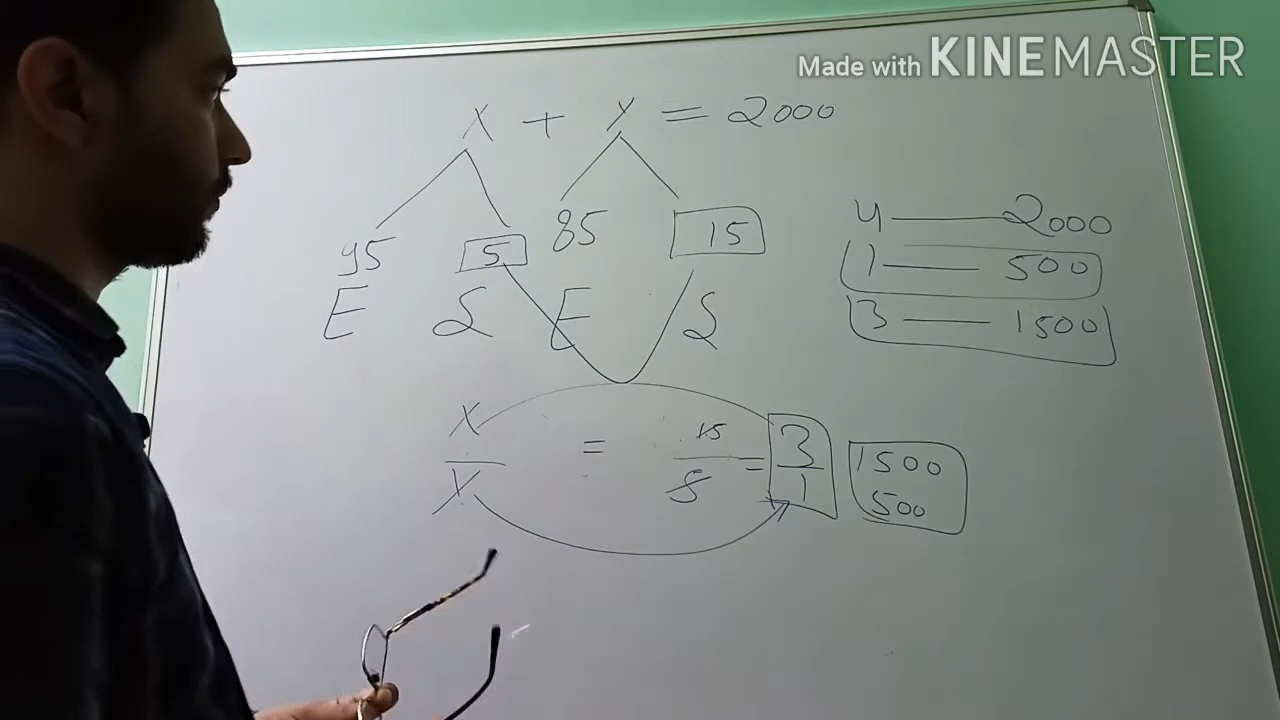 Made with KINEMASTER
X + Y = 2000
95 5 85 15
E S E S
4 — 2000
1 — 500
3 — 1500
X/Y = 15/5 = 3/1
1500
500